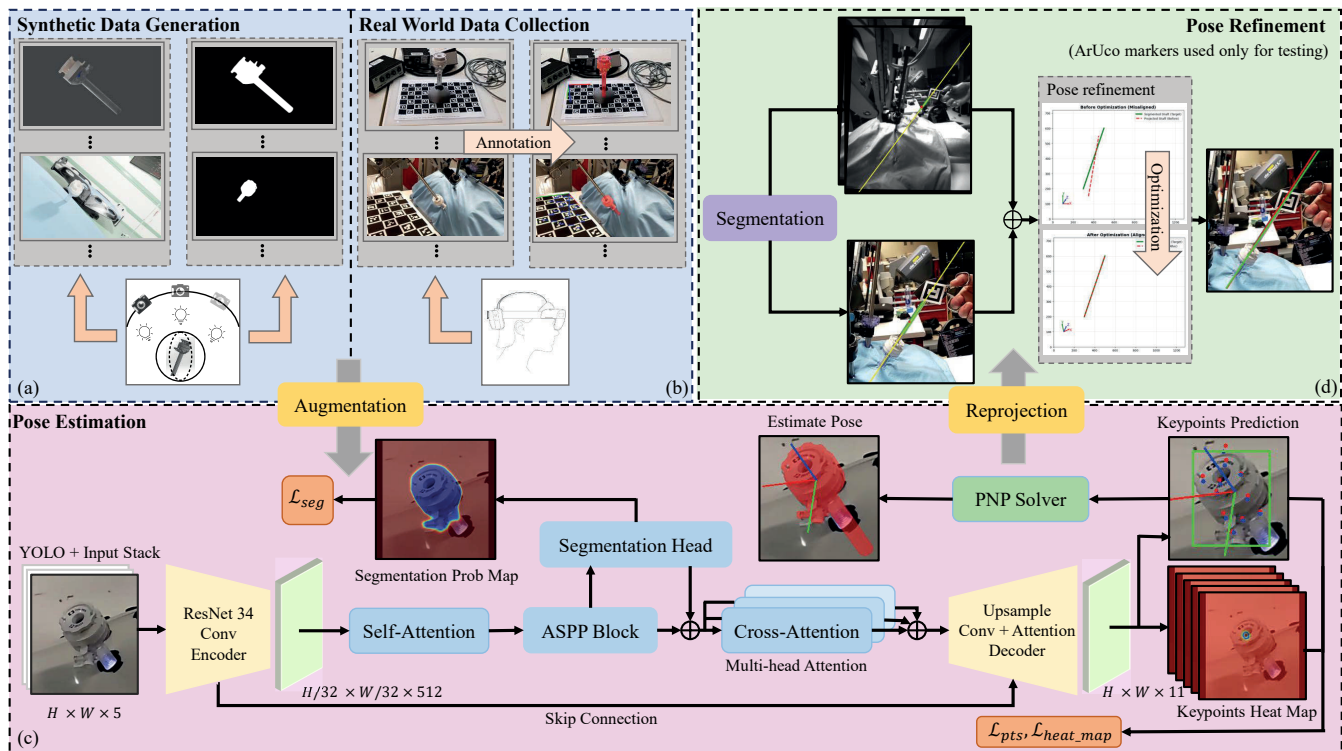 Synthetic Data Generation
Real World Data Collection
Annotation
(a)
(b)
Pose Refinement
(ArUco markers used only for testing)
Segmentation
Pose refinement
Before Optimization (Misaligned)
Optimization
(d)
Augmentation
Reprojection
Pose Estimation
ℒ_seg
Segmentation Prob Map
Segmentation Head
Estimate Pose
PNP Solver
Keypoints Prediction
YOLO + Input Stack
H × W × 5
ResNet 34
Conv
Encoder
H/32 × W/32 × 512
Self-Attention
ASPP Block
Cross-Attention
Multi-head Attention
Upsample
Conv + Attention
Decoder
H × W × 11
Keypoints Heat Map
Skip Connection
ℒ_pts, ℒ_heat_map
(c)